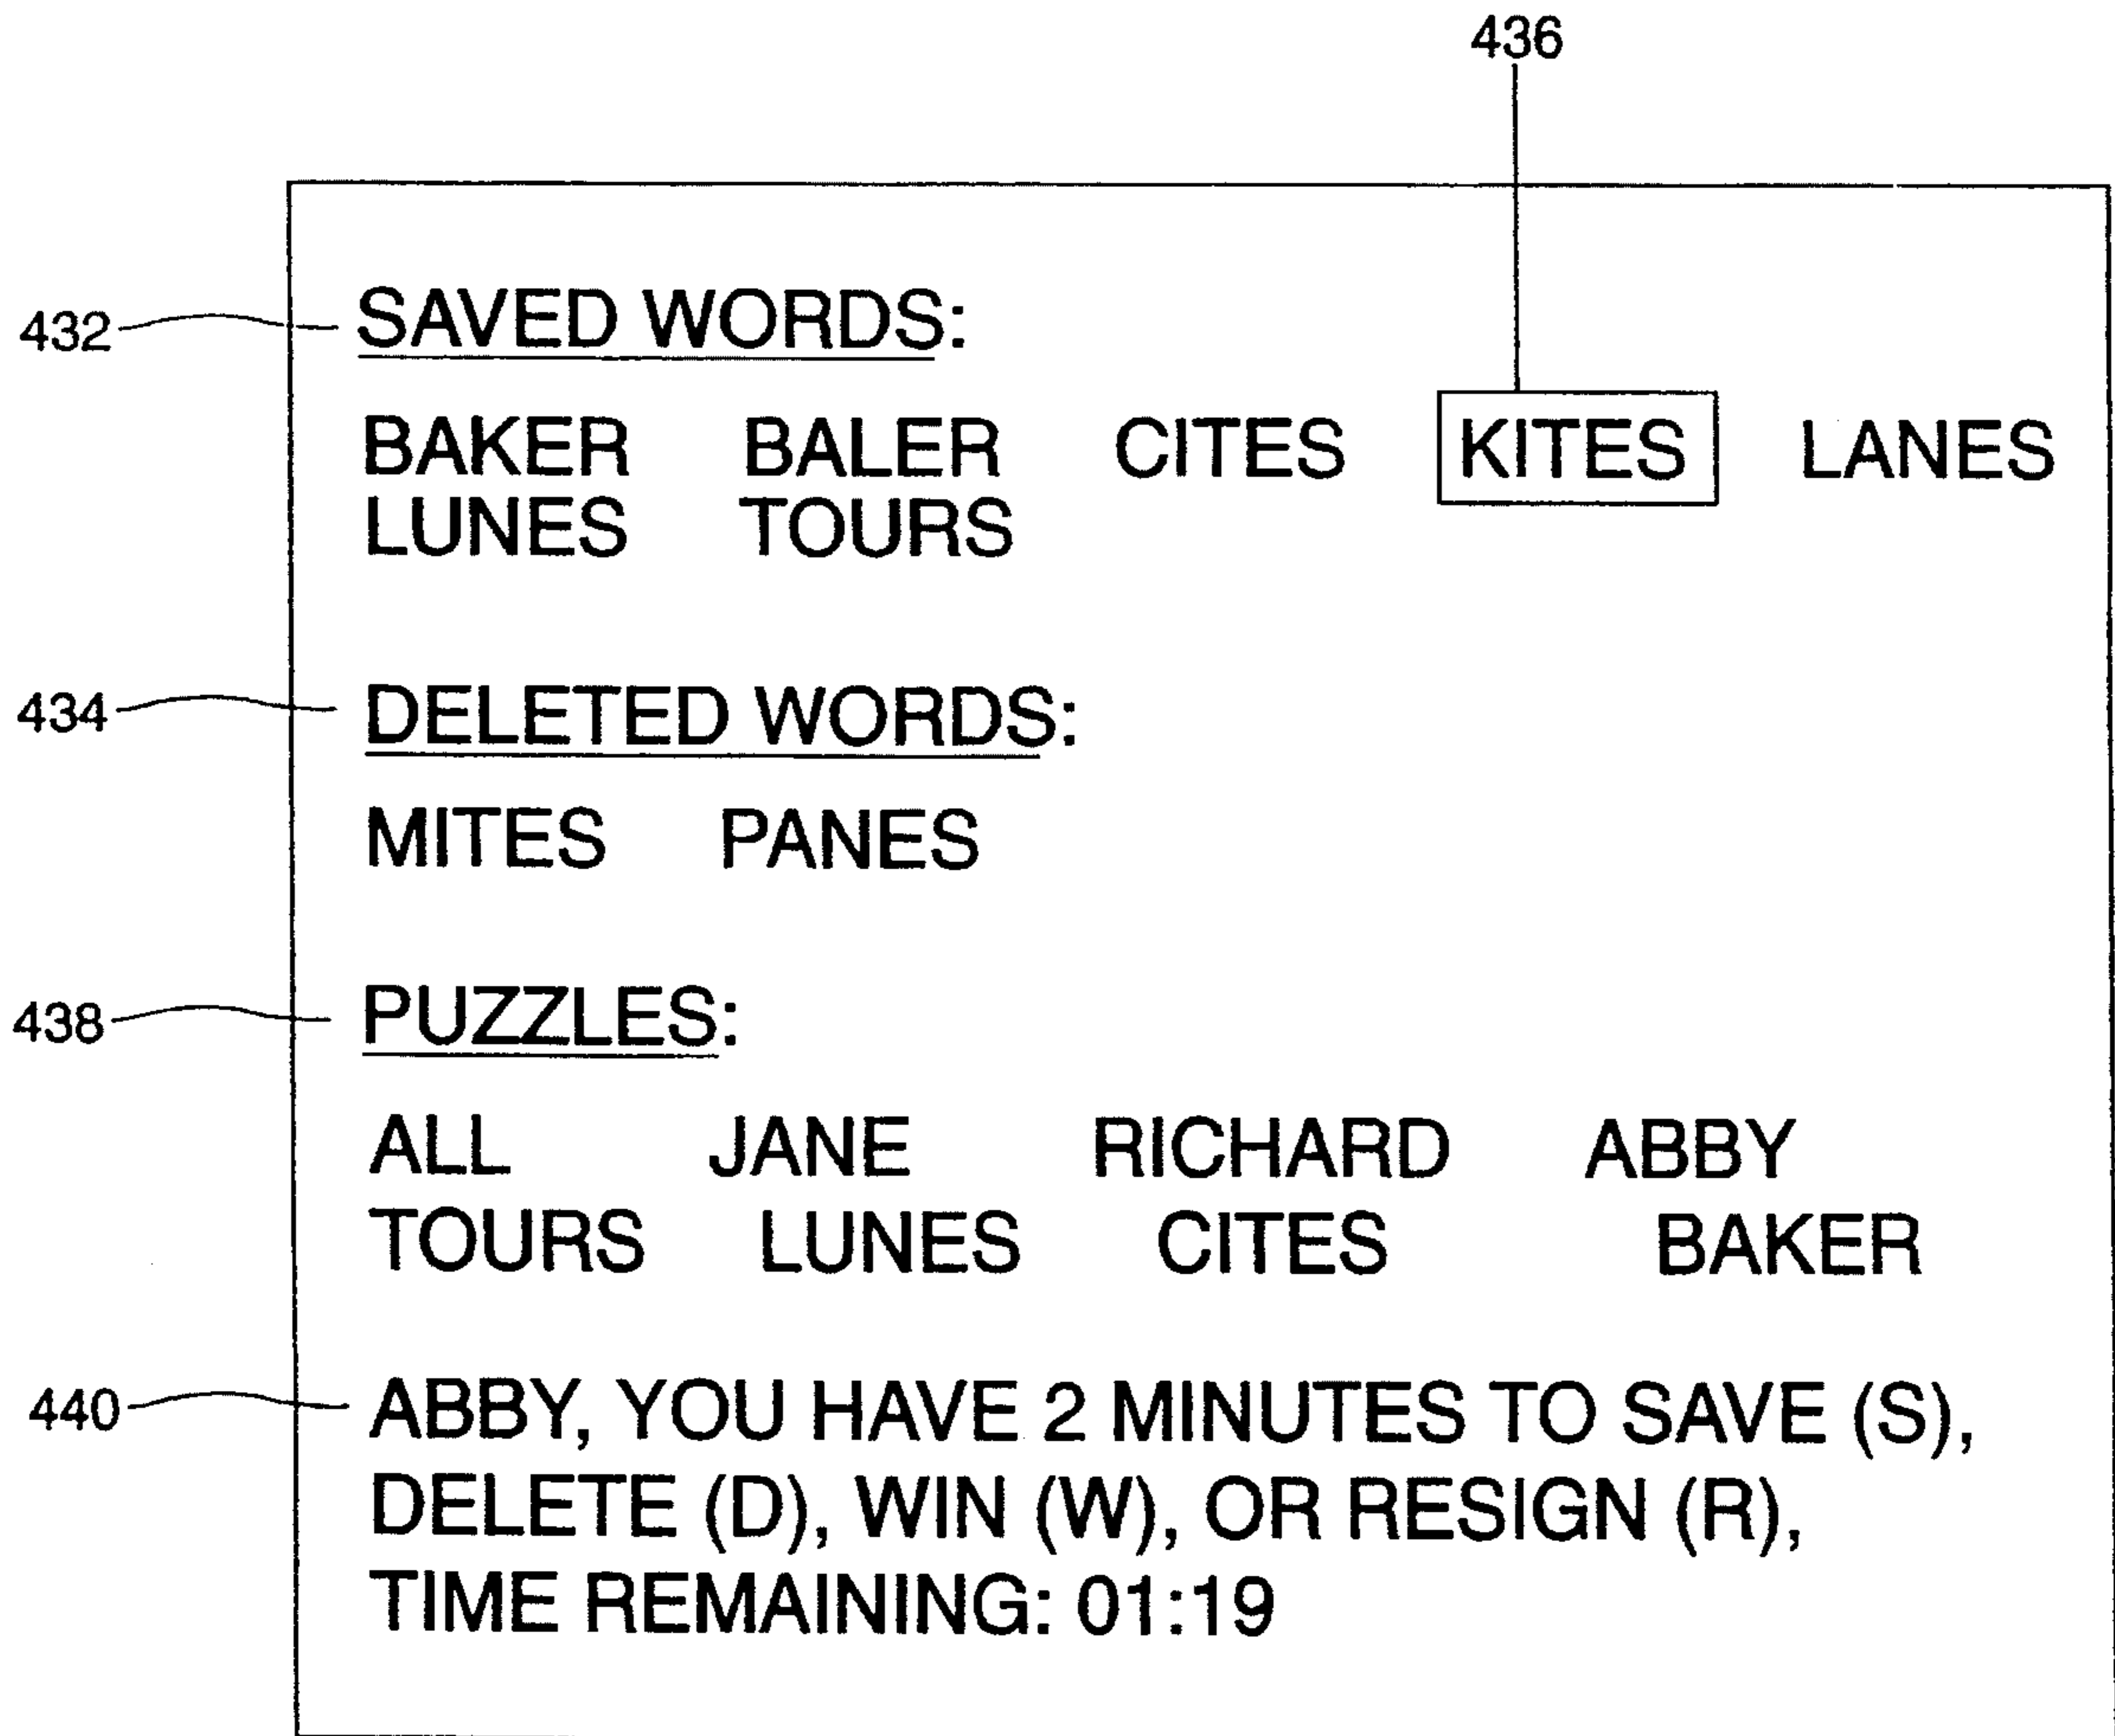 436
432 SAVED WORDS:
BAKER BALER CITES KITES LANES
LUNES TOURS
434 DELETED WORDS:
MITES PANES
438 PUZZLES:
ALL JANE RICHARD ABBY
TOURS LUNES CITES BAKER
440 ABBY, YOU HAVE 2 MINUTES TO SAVE (S),
DELETE (D), WIN (W), OR RESIGN (R),
TIME REMAINING: 01:19